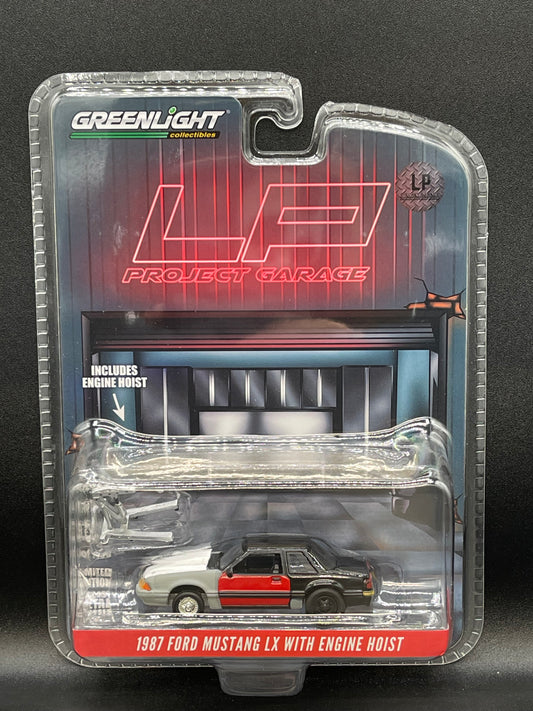 GREENLIGHT
collectibles
LP
LP
PROJECT GARAGE
INCLUDES
ENGINE HOIST
1987 FORD MUSTANG LX WITH ENGINE HOIST